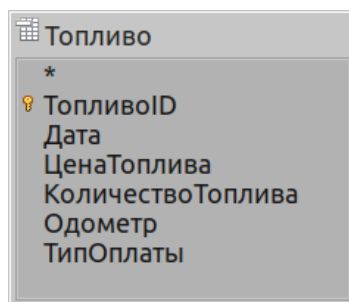 Топливо
*
ТопливоID
Дата
ЦенаТоплива
КоличествоТоплива
Одометр
ТипОплаты